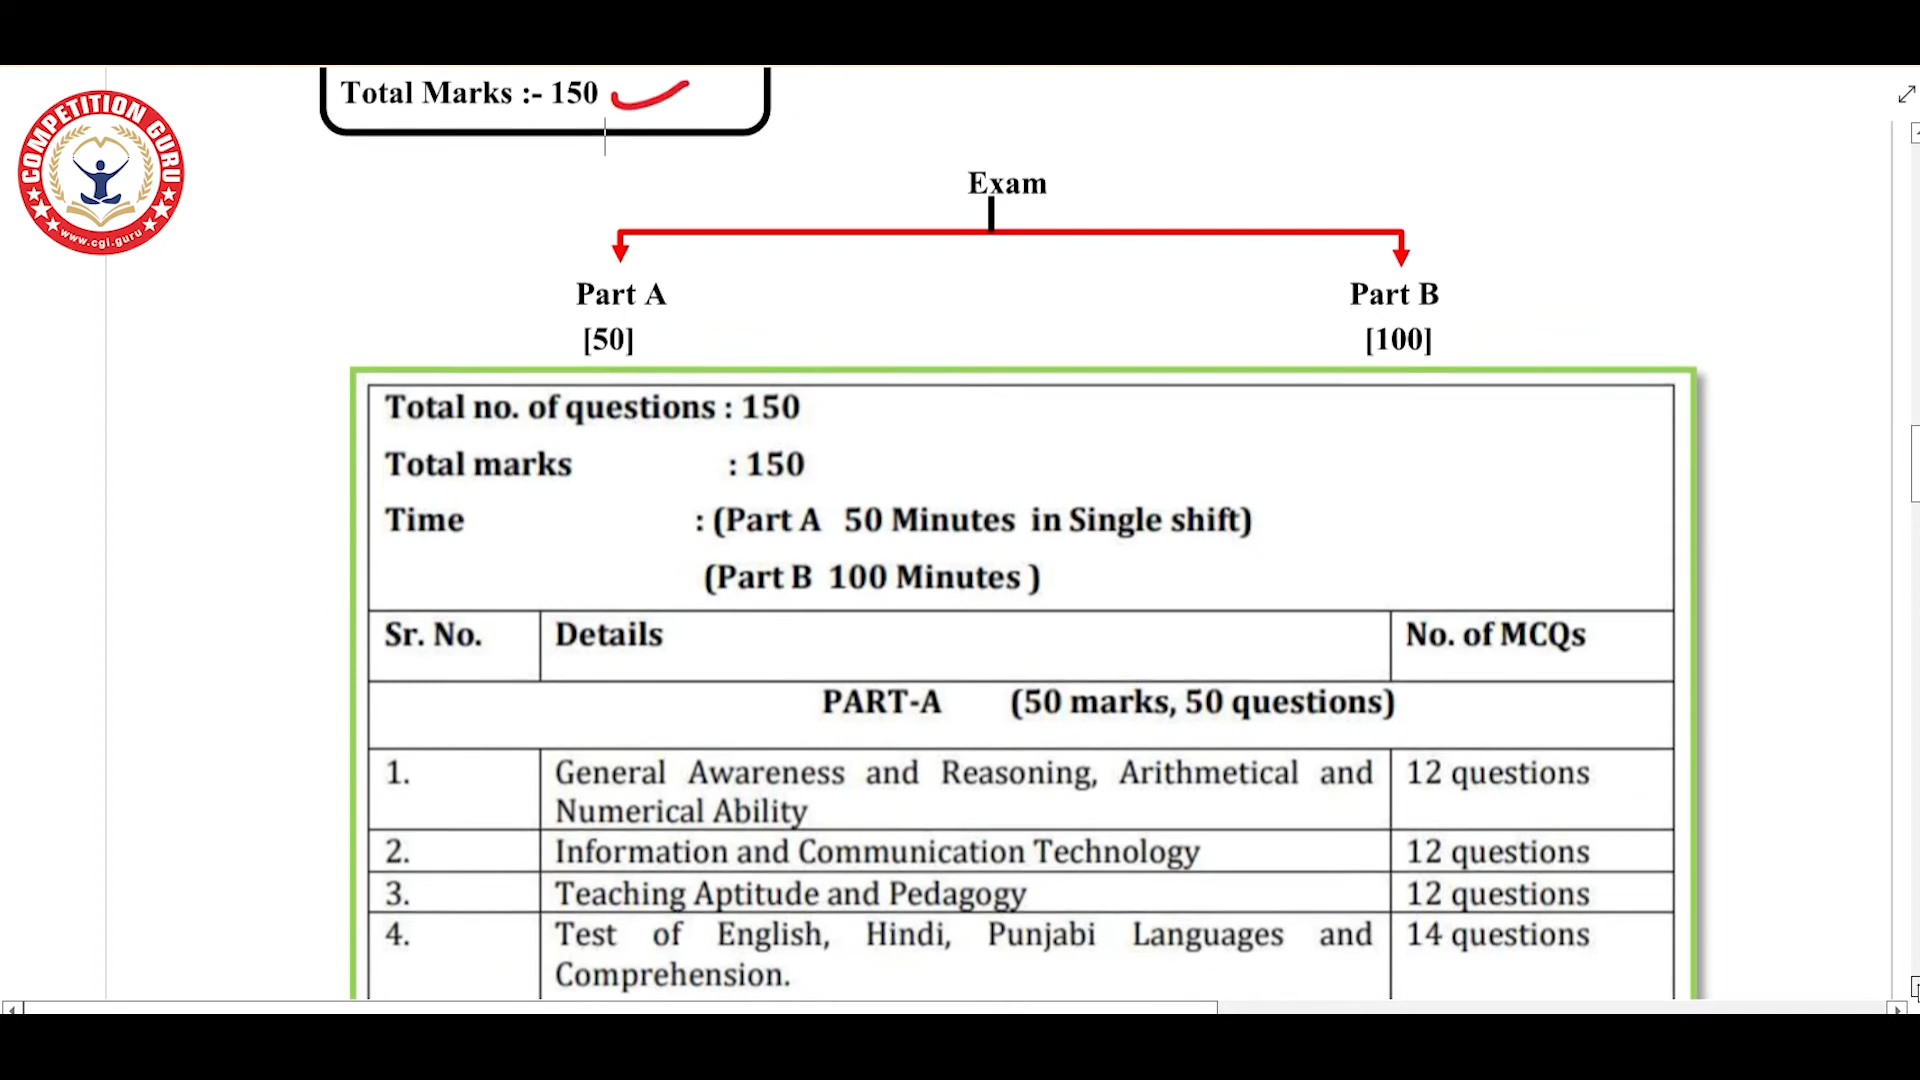 Total Marks :- 150
COMPETITION GURU
www.cgi.guru
Exam
Part A
Part B
[50]
[100]
Total no. of questions : 150
Total marks : 150
Time : (Part A 50 Minutes in Single shift)
(Part B 100 Minutes )
Sr. No. Details No. of MCQs
PART-A (50 marks, 50 questions)
1. General Awareness and Reasoning, Arithmetical and 12 questions
Numerical Ability
2. Information and Communication Technology 12 questions
3. Teaching Aptitude and Pedagogy 12 questions
4. Test of English, Hindi, Punjabi Languages and 14 questions
Comprehension.